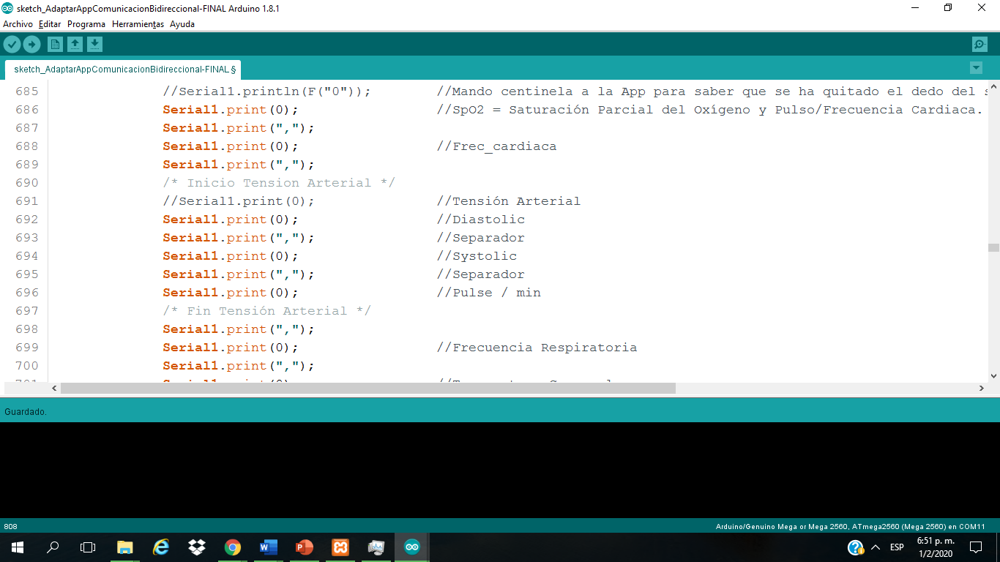 sketch_AdaptarAppComunicacionBidireccional-FINAL Arduino 1.8.1
Archivo Editar Programa Herramientas Ayuda
sketch_AdaptarAppComunicacionBidireccional-FINAL §
685 //Serial1.println(F("0")); //Mando centinela a la App para saber que se ha quitado el dedo del
686 Serial1.print(0); //SpO2 = Saturación Parcial del Oxígeno y Pulso/Frecuencia Cardiaca.
687 Serial1.print(",");
688 Serial1.print(0); //Frec_cardiaca
689 Serial1.print(",");
690 /* Inicio Tension Arterial */
691 //Serial1.print(0); //Tensión Arterial
692 Serial1.print(0); //Diastolic
693 Serial1.print(","); //Separador
694 Serial1.print(0); //Systolic
695 Serial1.print(","); //Separador
696 Serial1.print(0); //Pulse / min
697 /* Fin Tensión Arterial */
698 Serial1.print(",");
699 Serial1.print(0); //Frecuencia Respiratoria
700 Serial1.print(",");
Guardado.
808 Arduino/Genuino Mega or Mega 2560, ATmega2560 (Mega 2560) en COM11
ESP
6:51 p. m.
1/2/2020